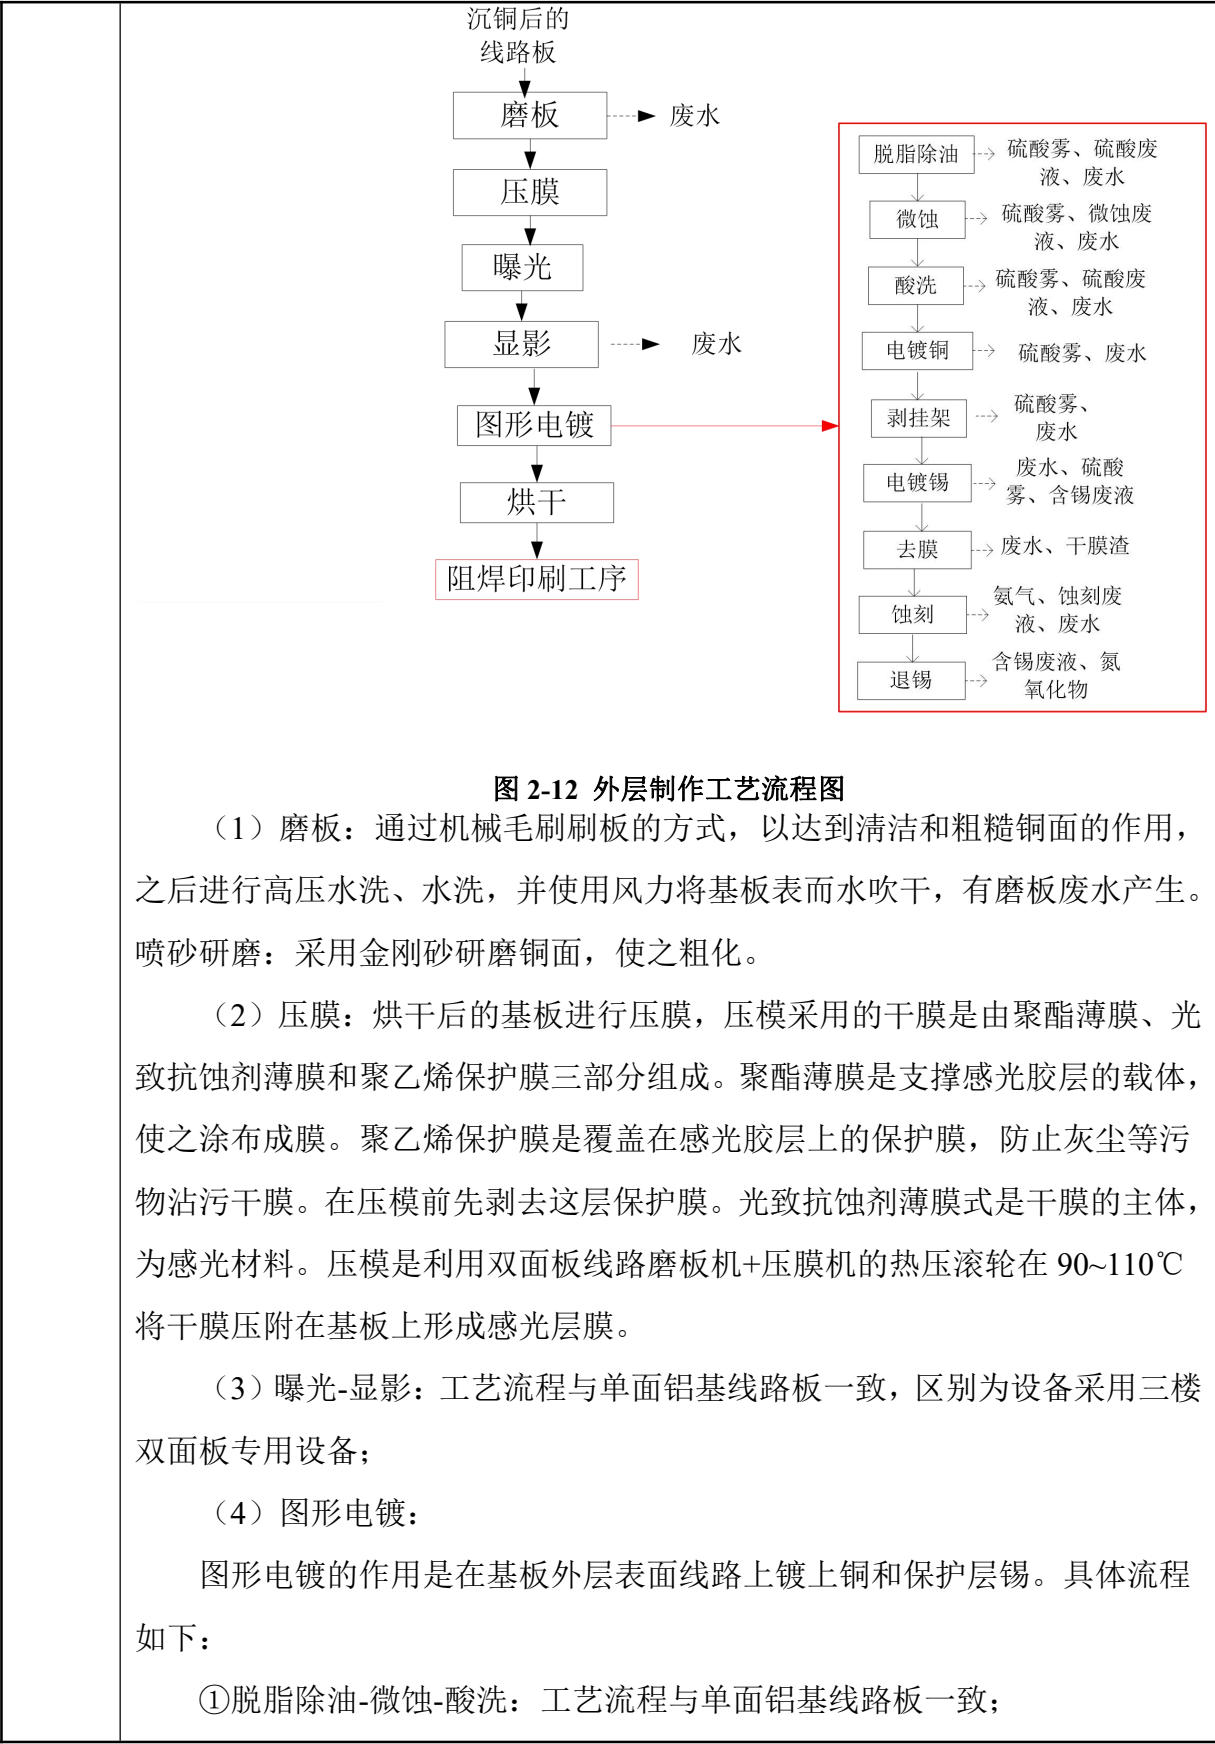 沉铜后的
线路板
磨板
废水
压膜
曝光
显影
废水
图形电镀
烘干
阻焊印刷工序
脱脂除油
硫酸雾、硫酸废
液、废水
微蚀
硫酸雾、微蚀废
液、废水
酸洗
硫酸雾、硫酸废
液、废水
电镀铜
硫酸雾、废水
剥挂架
硫酸雾、
废水
电镀锡
废水、硫酸
雾、含锡废液
去膜
废水、干膜渣
蚀刻
氨气、蚀刻废
液、废水
退锡
含锡废液、氮
氧化物
图 2-12 外层制作工艺流程图
（1）磨板：通过机械毛刷刷板的方式，以达到清洁和粗糙铜面的作用，
之后进行高压水洗、水洗，并使用风力将基板表而水吹干，有磨板废水产生。
喷砂研磨：采用金刚砂研磨铜面，使之粗化。
（2）压膜：烘干后的基板进行压膜，压模采用的干膜是由聚酯薄膜、光
致抗蚀剂薄膜和聚乙烯保护膜三部分组成。聚酯薄膜是支撑感光胶层的载体，
使之涂布成膜。聚乙烯保护膜是覆盖在感光胶层上的保护膜，防止灰尘等污
物沾污干膜。在压模前先剥去这层保护膜。光致抗蚀剂薄膜式是干膜的主体，
为感光材料。压模是利用双面板线路磨板机+压膜机的热压滚轮在 90~110℃
将干膜压附在基板上形成感光层膜。
（3）曝光-显影：工艺流程与单面铝基线路板一致，区别为设备采用三楼
双面板专用设备；
（4）图形电镀：
图形电镀的作用是在基板外层表面线路上镀上铜和保护层锡。具体流程
如下：
①脱脂除油-微蚀-酸洗：工艺流程与单面铝基线路板一致；